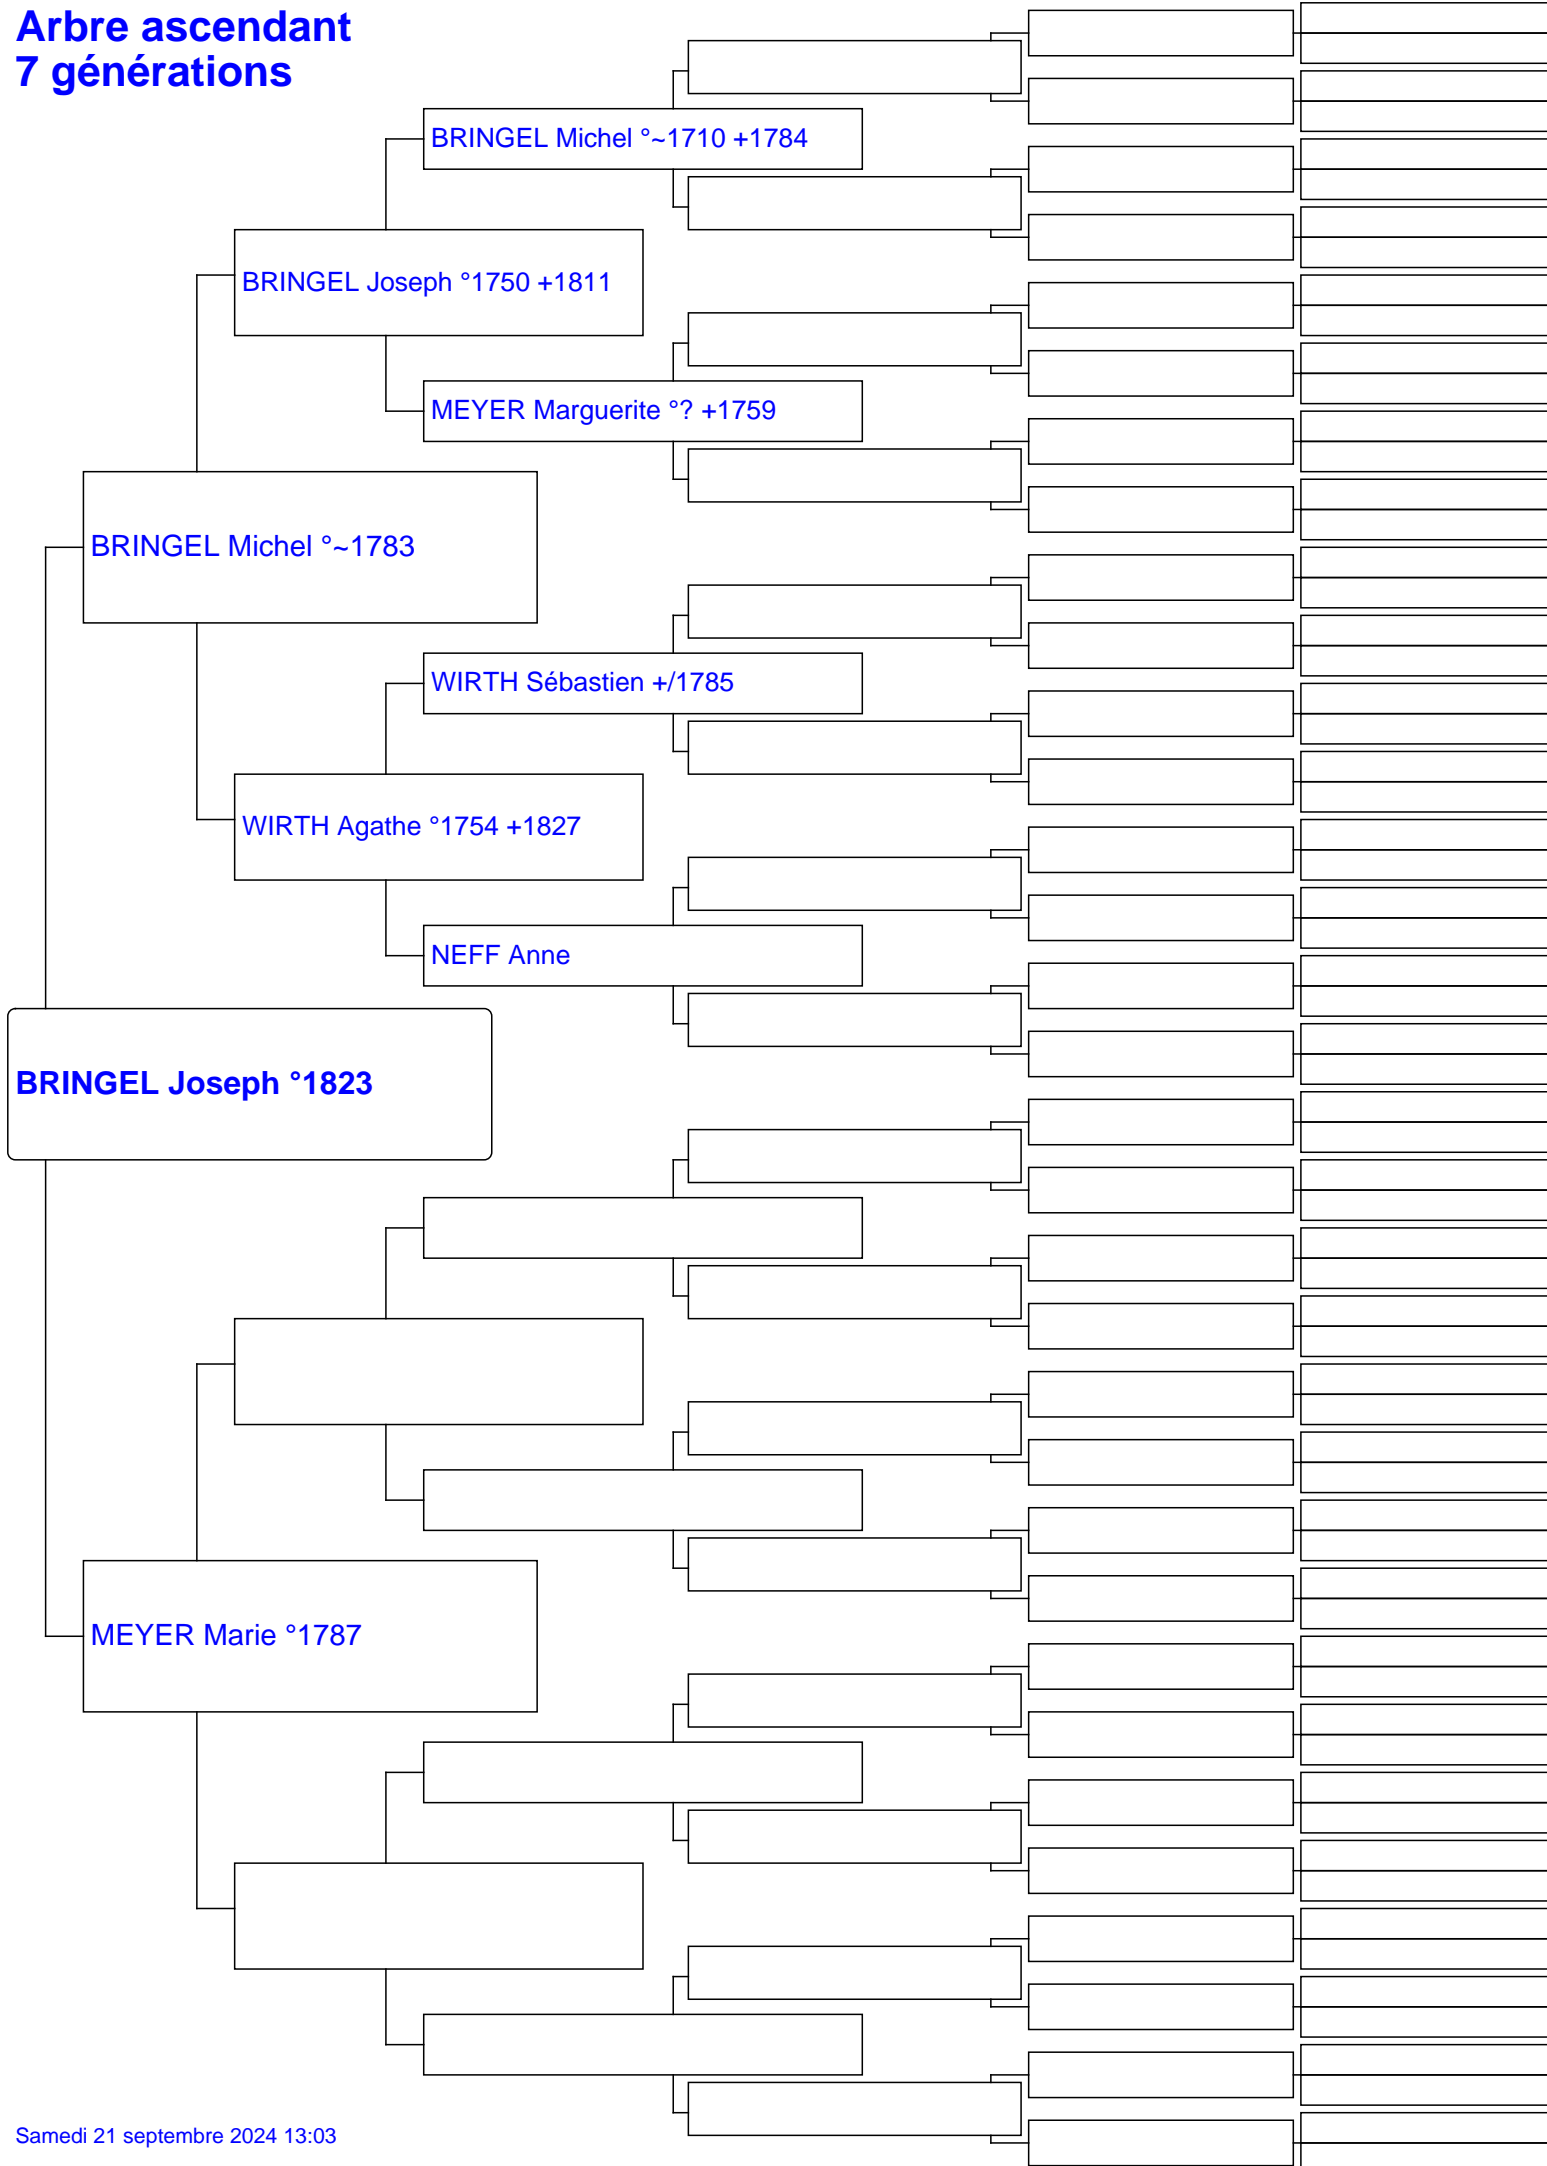 Arbre ascendant
7 générations
BRINGEL Michel °~1710 +1784
BRINGEL Joseph °1750 +1811
MEYER Marguerite °? +1759
BRINGEL Michel °~1783
WIRTH Sébastien +/1785
WIRTH Agathe °1754 +1827
NEFF Anne
BRINGEL Joseph °1823
MEYER Marie °1787
Samedi 21 septembre 2024 13:03